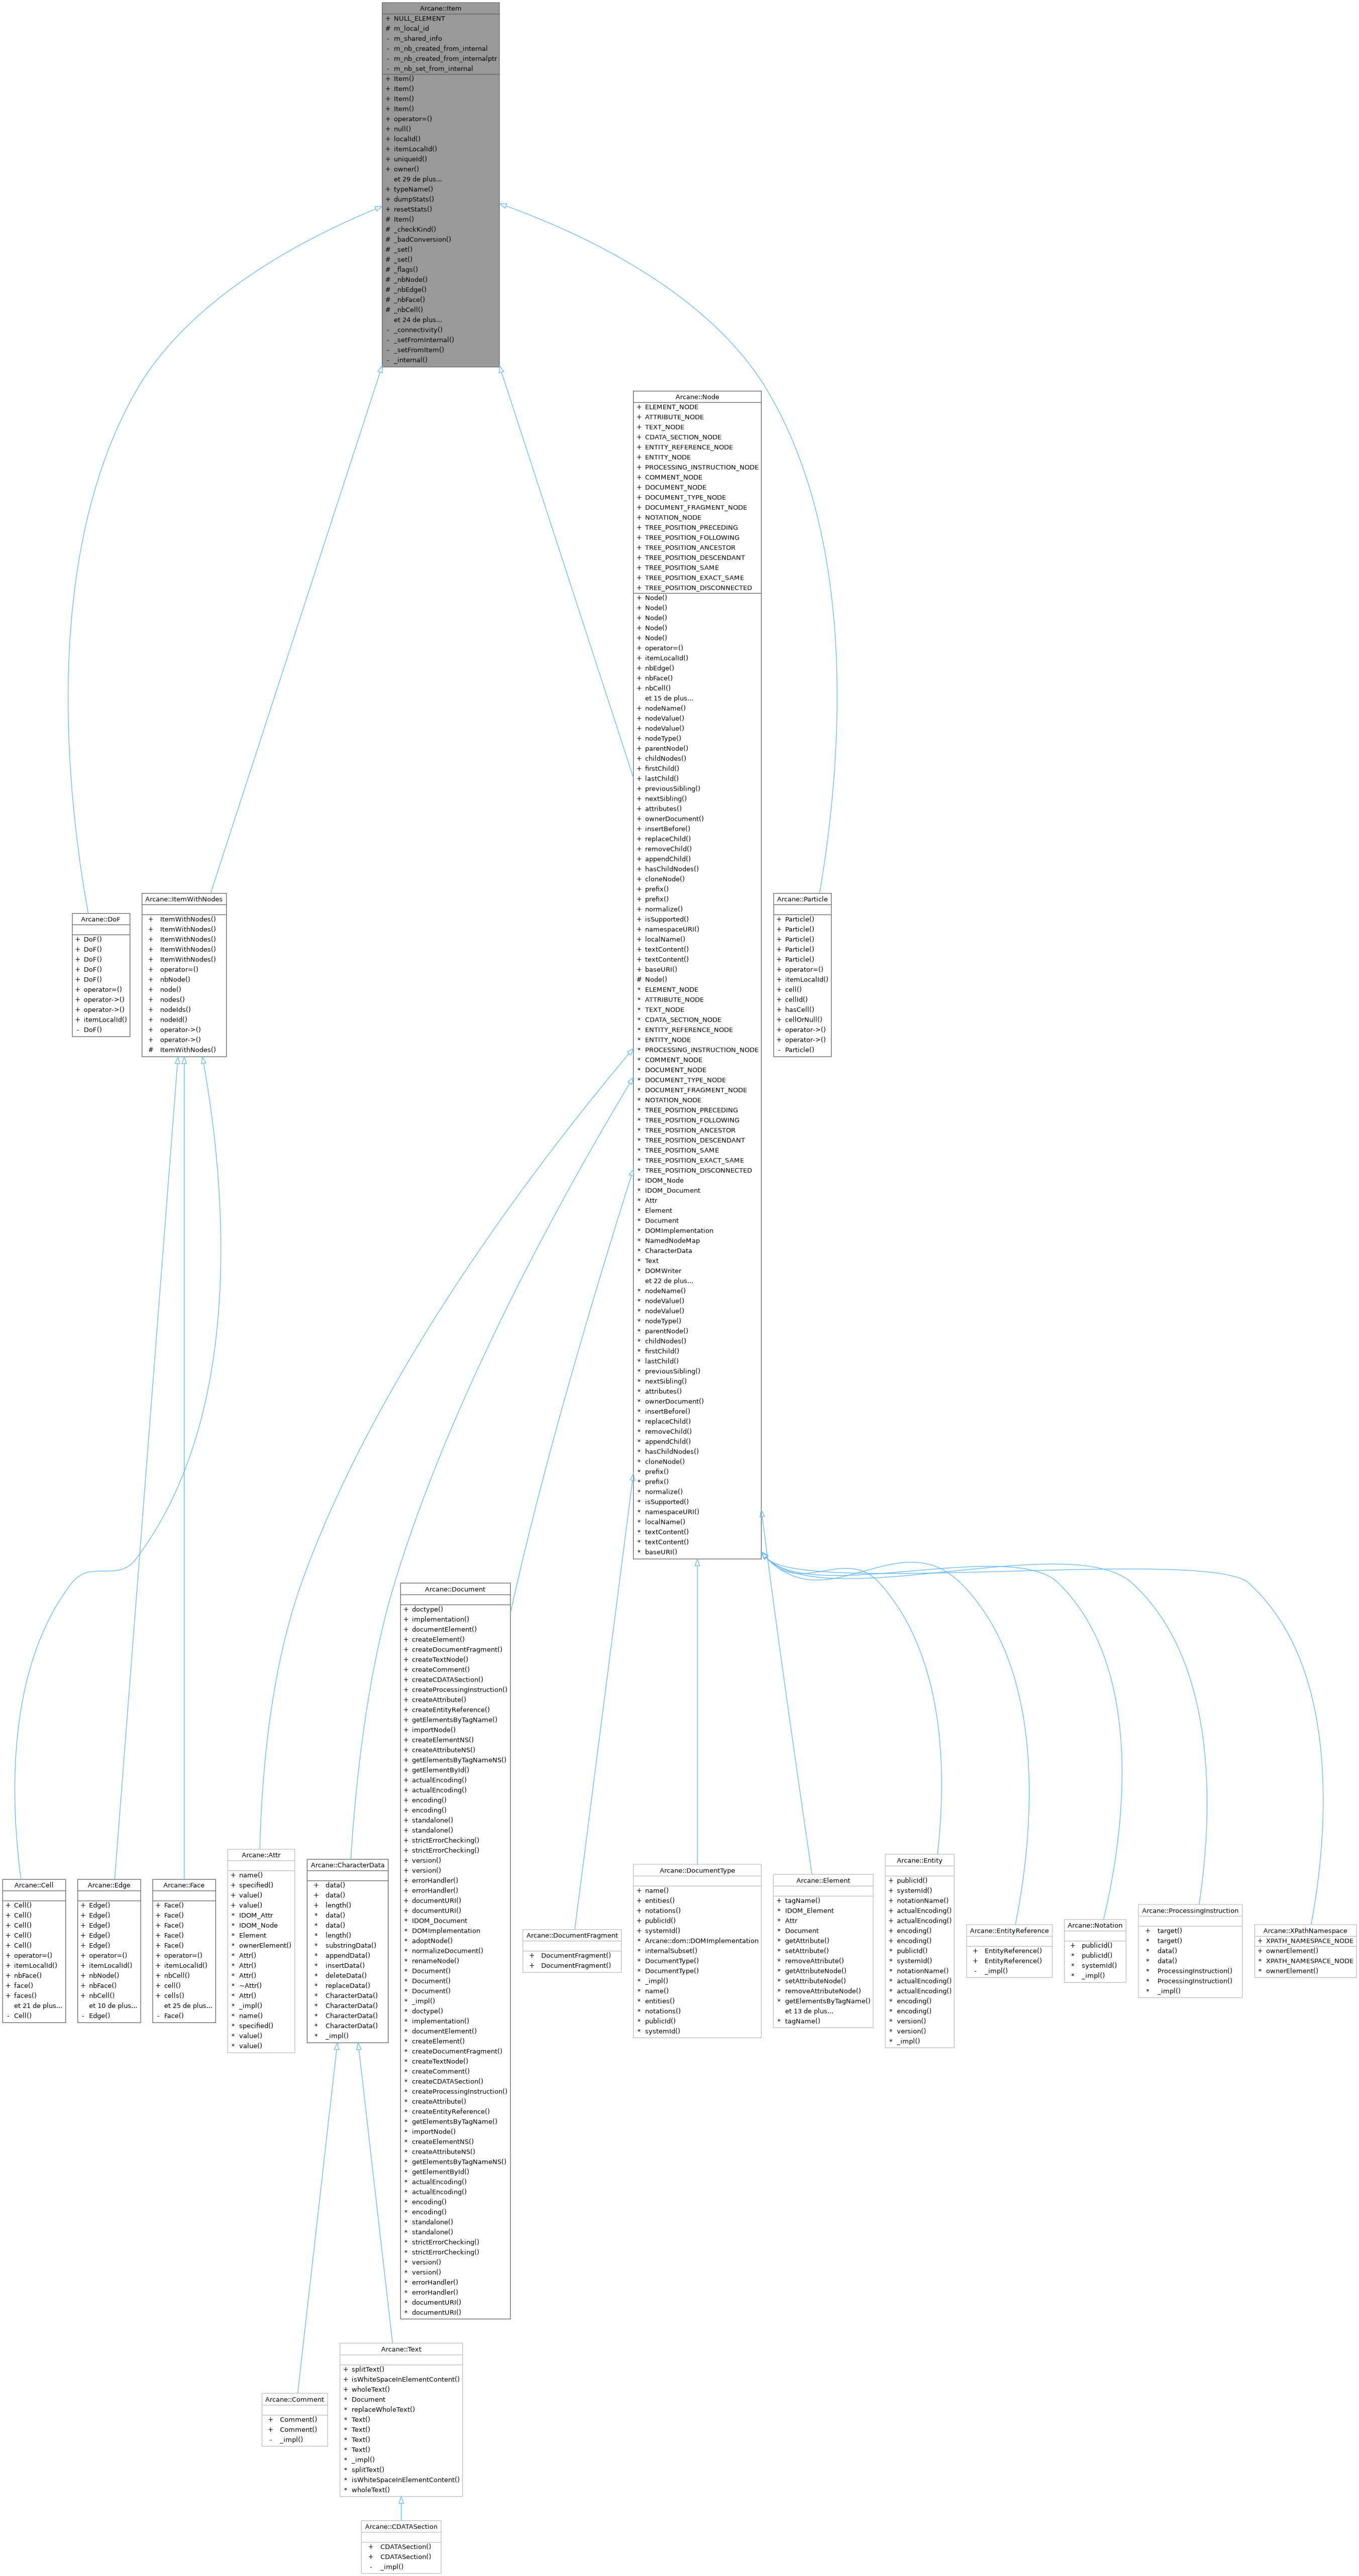 Arcane::Item
+ NULL_ELEMENT
# m_local_id
- m_shared_info
- m_nb_created_from_internal
- m_nb_created_from_internalptr
- m_nb_set_from_internal
+ Item()
+ Item()
+ Item()
+ Item()
+ operator=()
+ null()
+ localId()
+ itemLocalId()
+ uniqueId()
+ owner()
et 29 de plus...
+ typeName()
+ dumpStats()
+ resetStats()
# Item()
# _checkKind()
# _badConversion()
# _set()
# _set()
# _flags()
# _nbNode()
# _nbEdge()
# _nbFace()
# _nbCell()
et 24 de plus...
- _connectivity()
- _setFromInternal()
- _setFromItem()
- _internal()
Arcane::Node
+ ELEMENT_NODE
+ ATTRIBUTE_NODE
+ TEXT_NODE
+ CDATA_SECTION_NODE
+ ENTITY_REFERENCE_NODE
+ ENTITY_NODE
+ PROCESSING_INSTRUCTION_NODE
+ COMMENT_NODE
+ DOCUMENT_NODE
+ DOCUMENT_TYPE_NODE
+ DOCUMENT_FRAGMENT_NODE
+ NOTATION_NODE
+ TREE_POSITION_PRECEDING
+ TREE_POSITION_FOLLOWING
+ TREE_POSITION_ANCESTOR
+ TREE_POSITION_DESCENDANT
+ TREE_POSITION_SAME
+ TREE_POSITION_EXACT_SAME
+ TREE_POSITION_DISCONNECTED
+ Node()
+ Node()
+ Node()
+ Node()
+ Node()
+ operator=()
+ itemLocalId()
+ nbEdge()
+ nbFace()
+ nbCell()
et 15 de plus...
+ nodeName()
+ nodeValue()
+ nodeValue()
+ nodeType()
+ parentNode()
+ childNodes()
+ firstChild()
+ lastChild()
+ previousSibling()
+ nextSibling()
+ attributes()
+ ownerDocument()
+ insertBefore()
+ replaceChild()
+ removeChild()
+ appendChild()
+ hasChildNodes()
+ cloneNode()
+ prefix()
+ prefix()
+ normalize()
+ isSupported()
+ namespaceURI()
+ localName()
+ textContent()
+ textContent()
+ baseURI()
# Node()
* ELEMENT_NODE
* ATTRIBUTE_NODE
* TEXT_NODE
* CDATA_SECTION_NODE
* ENTITY_REFERENCE_NODE
* ENTITY_NODE
* PROCESSING_INSTRUCTION_NODE
* COMMENT_NODE
* DOCUMENT_NODE
* DOCUMENT_TYPE_NODE
* DOCUMENT_FRAGMENT_NODE
* NOTATION_NODE
* TREE_POSITION_PRECEDING
* TREE_POSITION_FOLLOWING
* TREE_POSITION_ANCESTOR
* TREE_POSITION_DESCENDANT
* TREE_POSITION_SAME
* TREE_POSITION_EXACT_SAME
* TREE_POSITION_DISCONNECTED
* IDOM_Node
* IDOM_Document
* Attr
* Element
* Document
* DOMImplementation
* NamedNodeMap
* CharacterData
* Text
* DOMWriter
et 22 de plus...
* nodeName()
* nodeValue()
* nodeValue()
* nodeType()
* parentNode()
* childNodes()
* firstChild()
* lastChild()
* previousSibling()
* nextSibling()
* attributes()
* ownerDocument()
* insertBefore()
* replaceChild()
* removeChild()
* appendChild()
* hasChildNodes()
* cloneNode()
* prefix()
* prefix()
* normalize()
* isSupported()
* namespaceURI()
* localName()
* textContent()
* textContent()
* baseURI()
Arcane::DoF
+ DoF()
+ DoF()
+ DoF()
+ DoF()
+ DoF()
+ operator=()
+ operator->()
+ operator->()
+ itemLocalId()
- DoF()
Arcane::ItemWithNodes
+ ItemWithNodes()
+ ItemWithNodes()
+ ItemWithNodes()
+ ItemWithNodes()
+ ItemWithNodes()
+ operator=()
+ nbNode()
+ node()
+ nodes()
+ nodeIds()
+ nodeId()
+ operator->()
+ operator->()
# ItemWithNodes()
Arcane::Particle
+ Particle()
+ Particle()
+ Particle()
+ Particle()
+ Particle()
+ operator=()
+ itemLocalId()
+ cell()
+ cellId()
+ hasCell()
+ cellOrNull()
+ operator->()
+ operator->()
- Particle()
Arcane::Cell
+ Cell()
+ Cell()
+ Cell()
+ Cell()
+ Cell()
+ operator=()
+ itemLocalId()
+ nbFace()
+ face()
+ faces()
et 21 de plus...
- Cell()
Arcane::Edge
+ Edge()
+ Edge()
+ Edge()
+ Edge()
+ Edge()
+ operator=()
+ itemLocalId()
+ nbNode()
+ nbFace()
+ nbCell()
et 10 de plus...
- Edge()
Arcane::Face
+ Face()
+ Face()
+ Face()
+ Face()
+ Face()
+ operator=()
+ itemLocalId()
+ nbCell()
+ cell()
+ cells()
et 25 de plus...
- Face()
Arcane::Attr
+ name()
+ specified()
+ value()
+ value()
* IDOM_Attr
* IDOM_Node
* Element
* ownerElement()
* Attr()
* Attr()
* Attr()
* ~Attr()
* Attr()
* _impl()
* name()
* specified()
* value()
* value()
Arcane::CharacterData
+ data()
+ data()
+ length()
* data()
* data()
* length()
* substringData()
* appendData()
* insertData()
* deleteData()
* replaceData()
* CharacterData()
* CharacterData()
* CharacterData()
* CharacterData()
* _impl()
Arcane::Document
+ doctype()
+ implementation()
+ documentElement()
+ createElement()
+ createDocumentFragment()
+ createTextNode()
+ createComment()
+ createCDATASection()
+ createProcessingInstruction()
+ createAttribute()
+ createEntityReference()
+ getElementsByTagName()
+ importNode()
+ createElementNS()
+ createAttributeNS()
+ getElementsByTagNameNS()
+ getElementById()
+ actualEncoding()
+ actualEncoding()
+ encoding()
+ encoding()
+ standalone()
+ standalone()
+ strictErrorChecking()
+ strictErrorChecking()
+ version()
+ version()
+ errorHandler()
+ errorHandler()
+ documentURI()
+ documentURI()
* IDOM_Document
* DOMImplementation
* adoptNode()
* normalizeDocument()
* renameNode()
* Document()
* Document()
* Document()
* _impl()
* doctype()
* implementation()
* documentElement()
* createElement()
* createDocumentFragment()
* createTextNode()
* createComment()
* createCDATASection()
* createProcessingInstruction()
* createAttribute()
* createEntityReference()
* getElementsByTagName()
* importNode()
* createElementNS()
* createAttributeNS()
* getElementsByTagNameNS()
* getElementById()
* actualEncoding()
* actualEncoding()
* encoding()
* encoding()
* standalone()
* standalone()
* strictErrorChecking()
* strictErrorChecking()
* version()
* version()
* errorHandler()
* errorHandler()
* documentURI()
* documentURI()
Arcane::DocumentFragment
+ DocumentFragment()
+ DocumentFragment()
Arcane::DocumentType
+ name()
+ entities()
+ notations()
+ publicId()
+ systemId()
* Arcane::dom::DOMImplementation
* internalSubset()
* DocumentType()
* DocumentType()
* _impl()
* name()
* entities()
* notations()
* publicId()
* systemId()
Arcane::Element
+ tagName()
* IDOM_Element
* Attr
* Document
* getAttribute()
* setAttribute()
* removeAttribute()
* getAttributeNode()
* setAttributeNode()
* removeAttributeNode()
* getElementsByTagName()
et 13 de plus...
* tagName()
Arcane::Entity
+ publicId()
+ systemId()
+ notationName()
+ actualEncoding()
+ actualEncoding()
+ encoding()
+ encoding()
* publicId()
* systemId()
* notationName()
* actualEncoding()
* actualEncoding()
* encoding()
* encoding()
* version()
* version()
* _impl()
Arcane::EntityReference
+ EntityReference()
+ EntityReference()
- _impl()
Arcane::Notation
+ publicId()
* publicId()
* systemId()
* _impl()
Arcane::ProcessingInstruction
+ target()
* target()
* data()
* data()
* ProcessingInstruction()
* ProcessingInstruction()
* _impl()
Arcane::XPathNamespace
+ XPATH_NAMESPACE_NODE
+ ownerElement()
* XPATH_NAMESPACE_NODE
* ownerElement()
Arcane::Comment
+ Comment()
+ Comment()
- _impl()
Arcane::Text
+ splitText()
+ isWhiteSpaceInElementContent()
+ wholeText()
* Document
* replaceWholeText()
* Text()
* Text()
* Text()
* Text()
* _impl()
* splitText()
* isWhiteSpaceInElementContent()
* wholeText()
Arcane::CDATASection
+ CDATASection()
+ CDATASection()
- _impl()